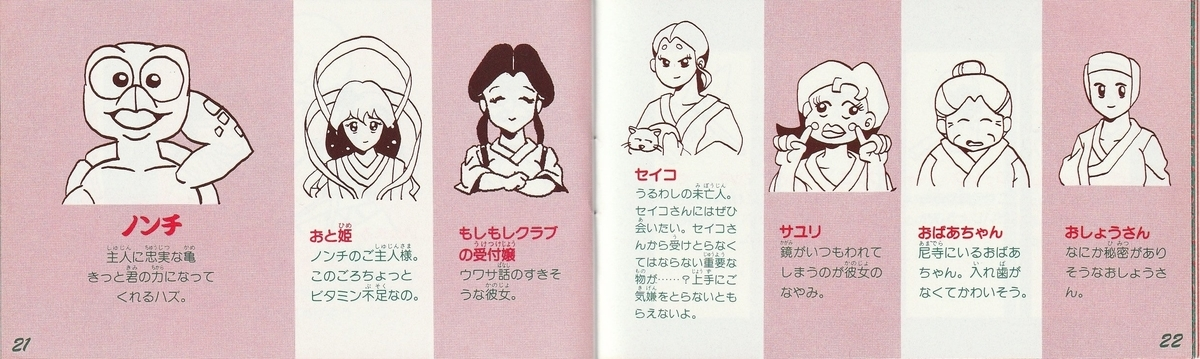 ノンチ
主人に忠実な亀
きっと君の力になって
くれるハズ。
おと姫
ノンチのご主人様。
このごろちょっと
ビタミン不足なの。
もしもしクラブ
の受付嬢
ウワサ話のすきそ
うな彼女。
21
セイコ
うるわしの未亡人。
セイコさんにはぜひ
会いたい。セイコさ
んから受けとらなく
てはならない重要な
物が……？上手にご
気嫌をとらないとも
らえないよ。
サユリ
鏡がいつもわれて
しまうのが彼女の
なやみ。
おばあちゃん
尼寺にいるおばあ
ちゃん。入れ歯が
なくてかわいそう。
おしょうさん
なにか秘密があり
そうなおしょうさ
ん。
22